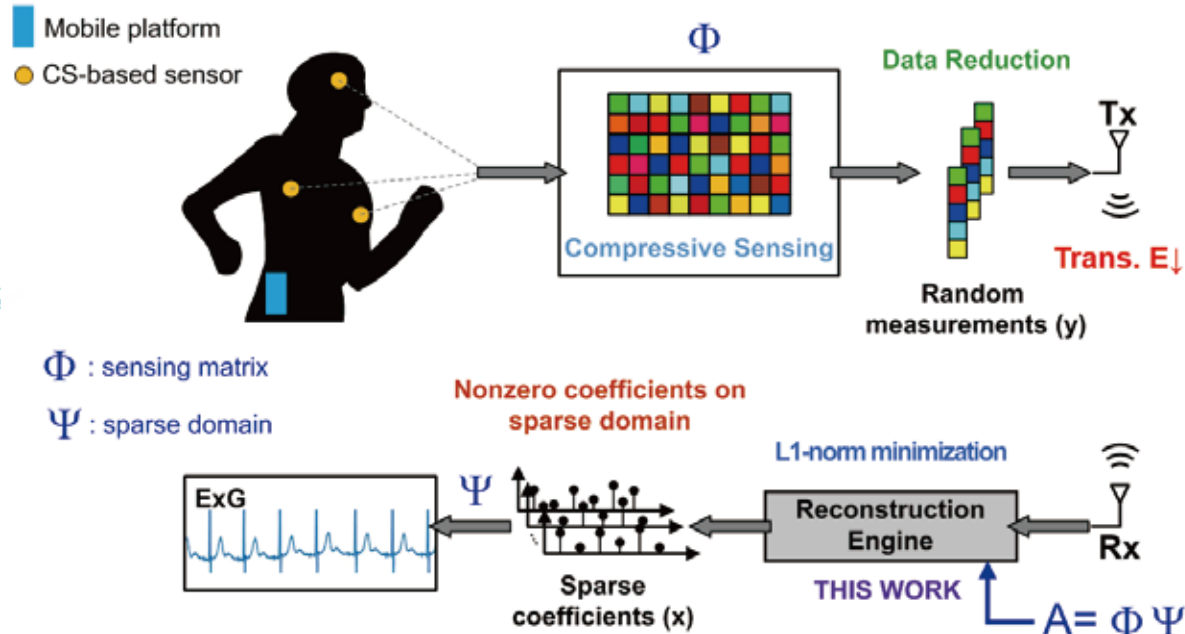 Mobile platform
CS-based sensor
Φ
Compressive Sensing
Data Reduction
Random
measurements (y)
Tx
Trans. E↓
Φ : sensing matrix
Ψ : sparse domain
Nonzero coefficients on
sparse domain
ExG
Ψ
Sparse
coefficients (x)
L1-norm minimization
Reconstruction
Engine
THIS WORK
Rx
A= Φ Ψ